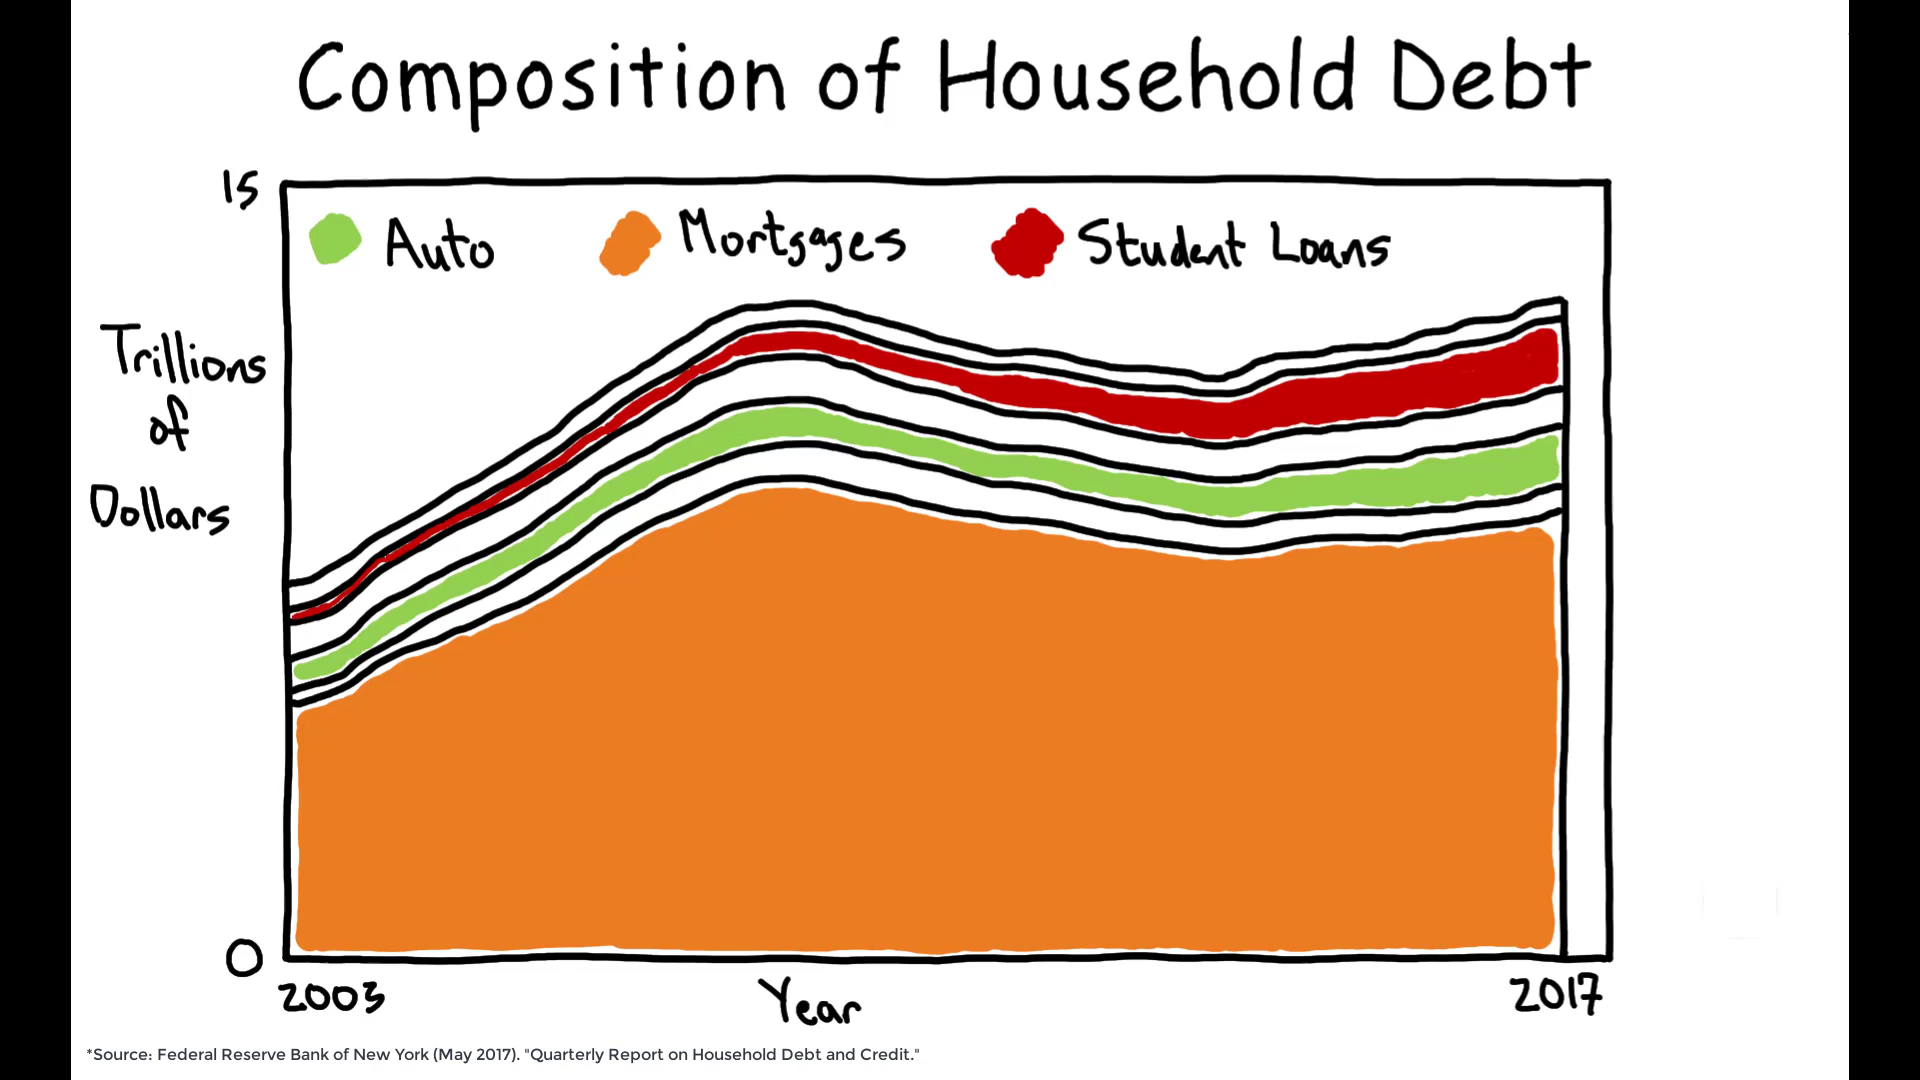 Composition of Household Debt
15
Auto
Mortgages
Student Loans
Trillions
of
Dollars
0
2003
Year
2017
*Source: Federal Reserve Bank of New York (May 2017). "Quarterly Report on Household Debt and Credit."